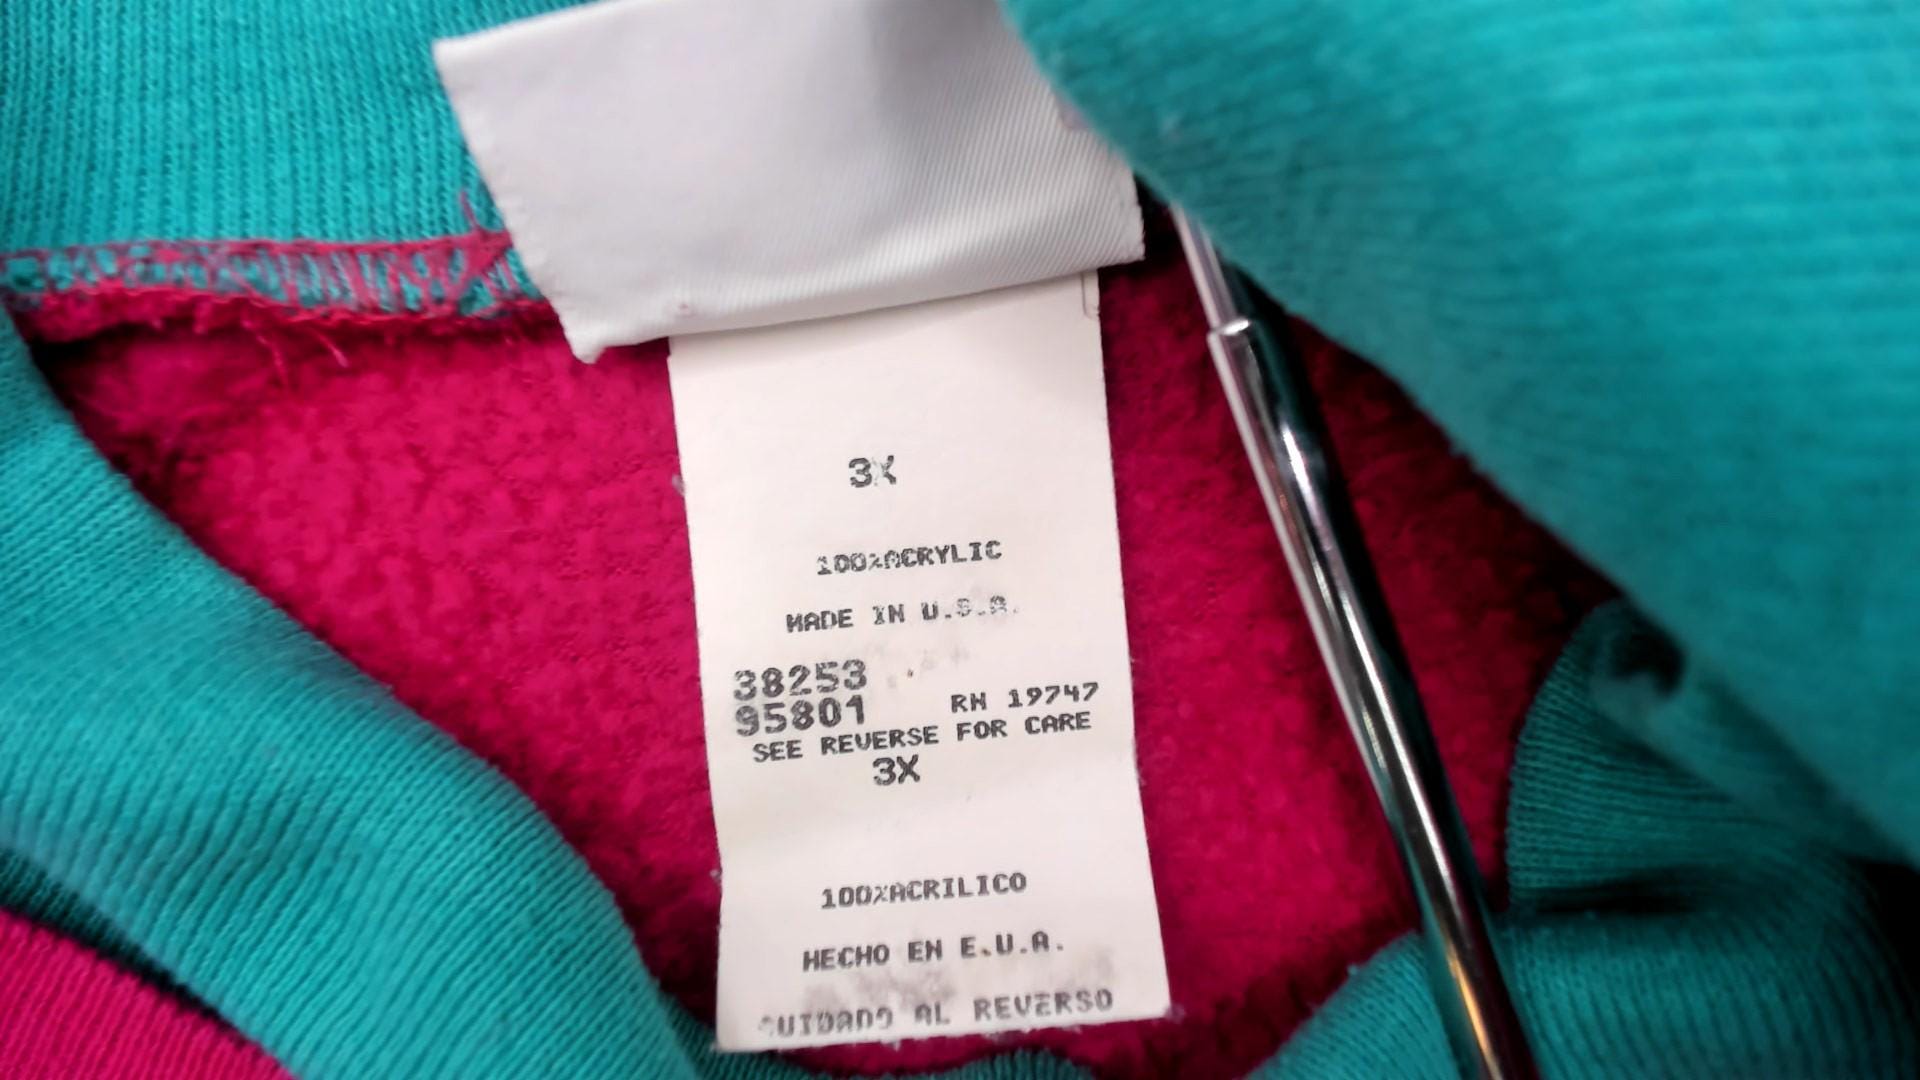 3X
100%ACRYLIC
MADE IN U.S.A.
38253
95801 RN 19747
SEE REVERSE FOR CARE
3X
100%ACRILICO
HECHO EN E.U.A.
CUIDADO AL REVERSO